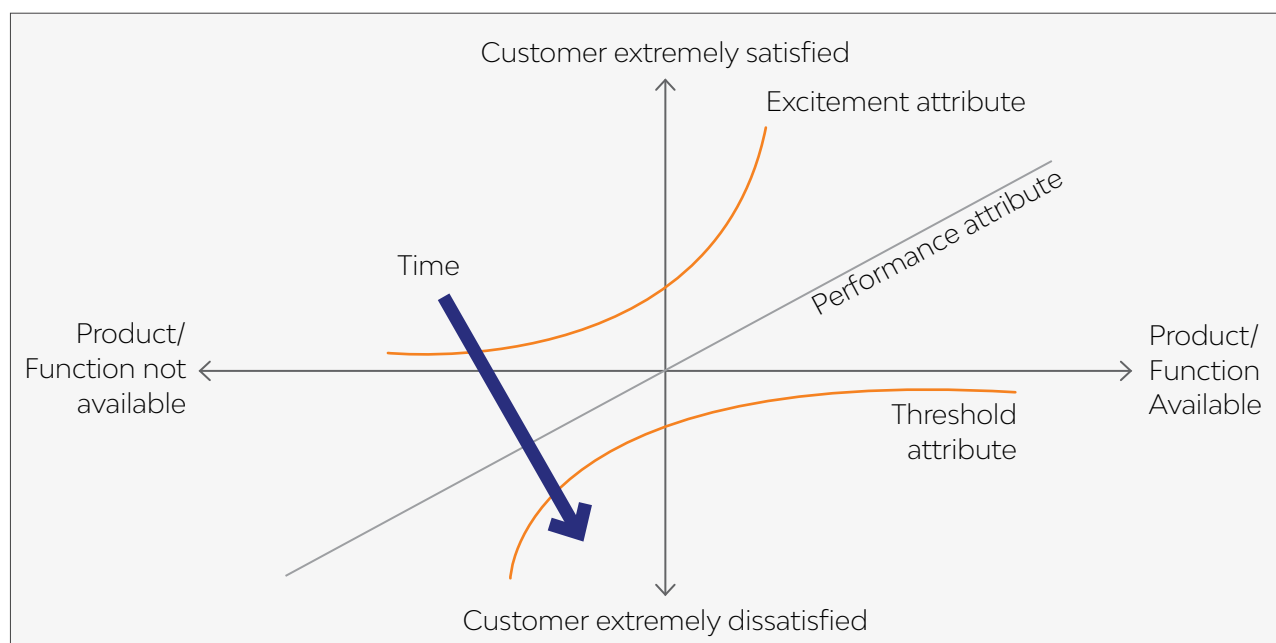 Customer extremely satisfied
Excitement attribute
Performance attribute
Time
Product/
Function not
available
Product/
Function
Available
Threshold
attribute
Customer extremely dissatisfied